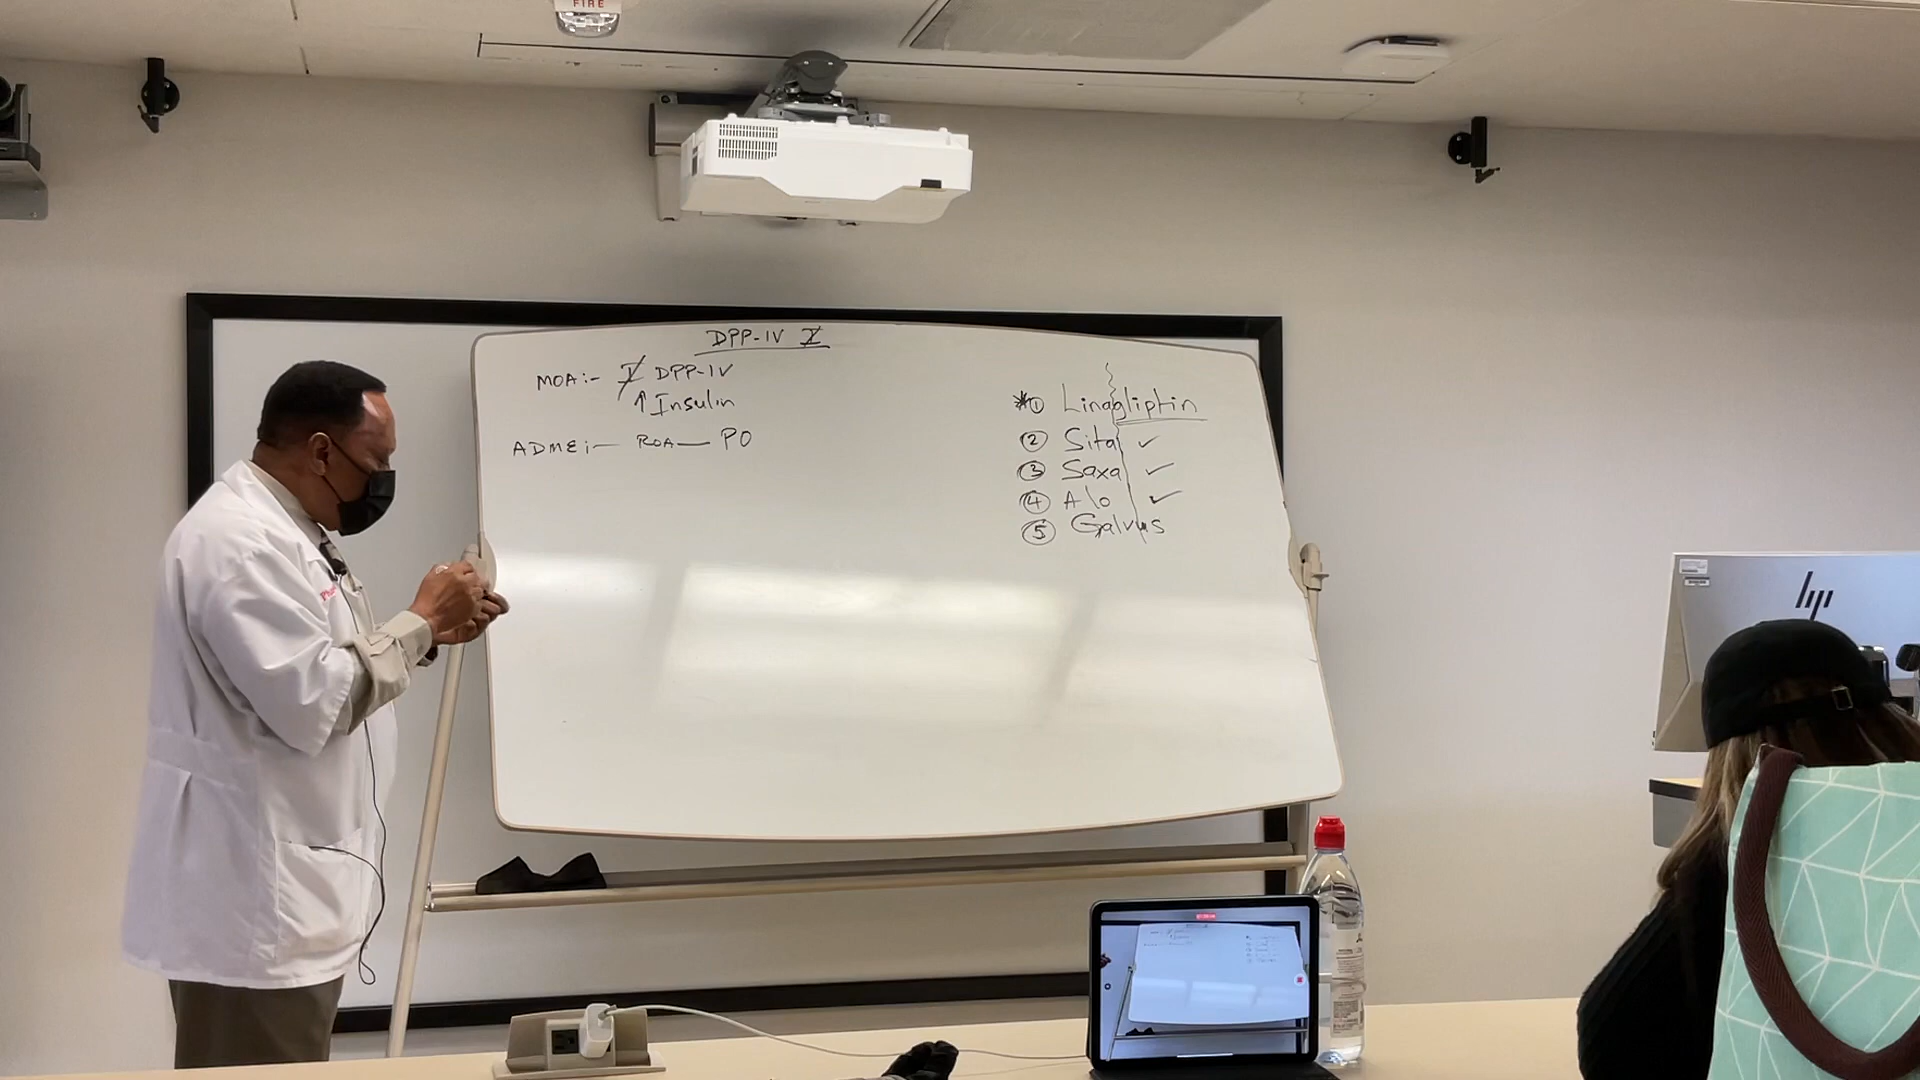 FIRE
DPP-IV I
MOA:- I DPP-IV
↑ Insulin
ADME:— ROA— PO
* ① Linagliptin
② Sita ✓
③ Saxa ✓
④ Alo ✓
⑤ Galvus
hp